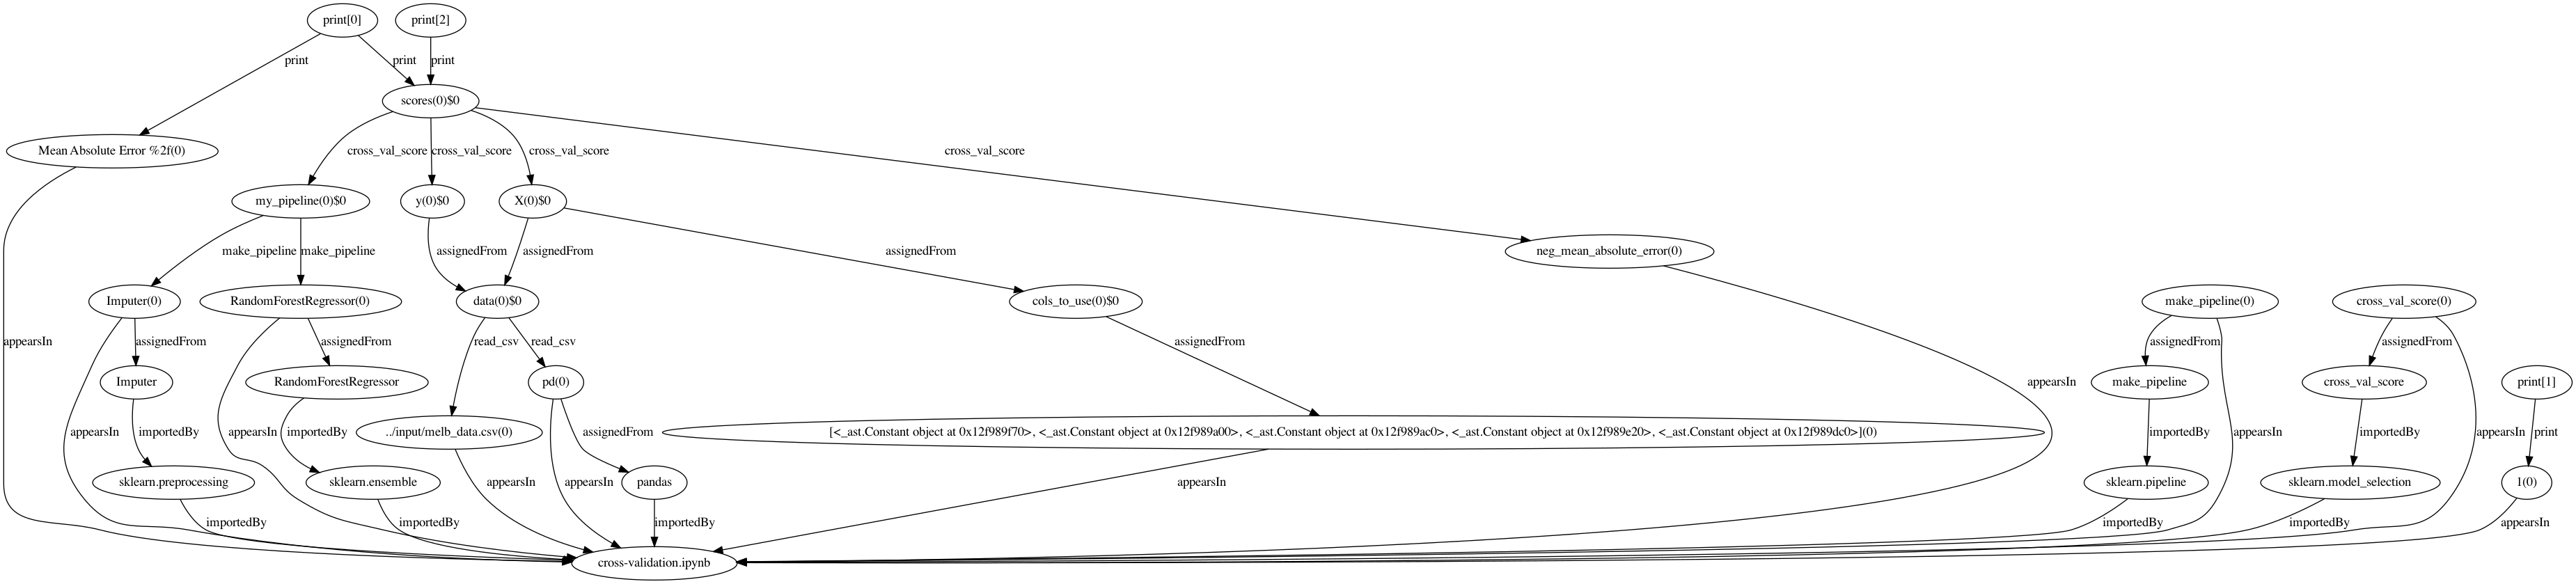 print[0]
print[2]
print
print
print
scores(0)$0
Mean Absolute Error %2f(0)
cross_val_score
cross_val_score
cross_val_score
cross_val_score
my_pipeline(0)$0
y(0)$0
X(0)$0
make_pipeline
make_pipeline
assignedFrom
assignedFrom
assignedFrom
neg_mean_absolute_error(0)
Imputer(0)
RandomForestRegressor(0)
data(0)$0
cols_to_use(0)$0
make_pipeline(0)
cross_val_score(0)
appearsIn
assignedFrom
assignedFrom
read_csv
read_csv
assignedFrom
assignedFrom
assignedFrom
Imputer
RandomForestRegressor
pd(0)
appearsIn
make_pipeline
cross_val_score
print[1]
appearsIn
importedBy
appearsIn
importedBy
../input/melb_data.csv(0)
assignedFrom
[<_ast.Constant object at 0x12f989f70>, <_ast.Constant object at 0x12f989a00>, <_ast.Constant object at 0x12f989ac0>, <_ast.Constant object at 0x12f989e20>, <_ast.Constant object at 0x12f989dc0>](0)
importedBy
appearsIn
importedBy
appearsIn
print
sklearn.preprocessing
sklearn.ensemble
appearsIn
appearsIn
pandas
appearsIn
sklearn.pipeline
sklearn.model_selection
1(0)
importedBy
importedBy
importedBy
importedBy
importedBy
appearsIn
cross-validation.ipynb